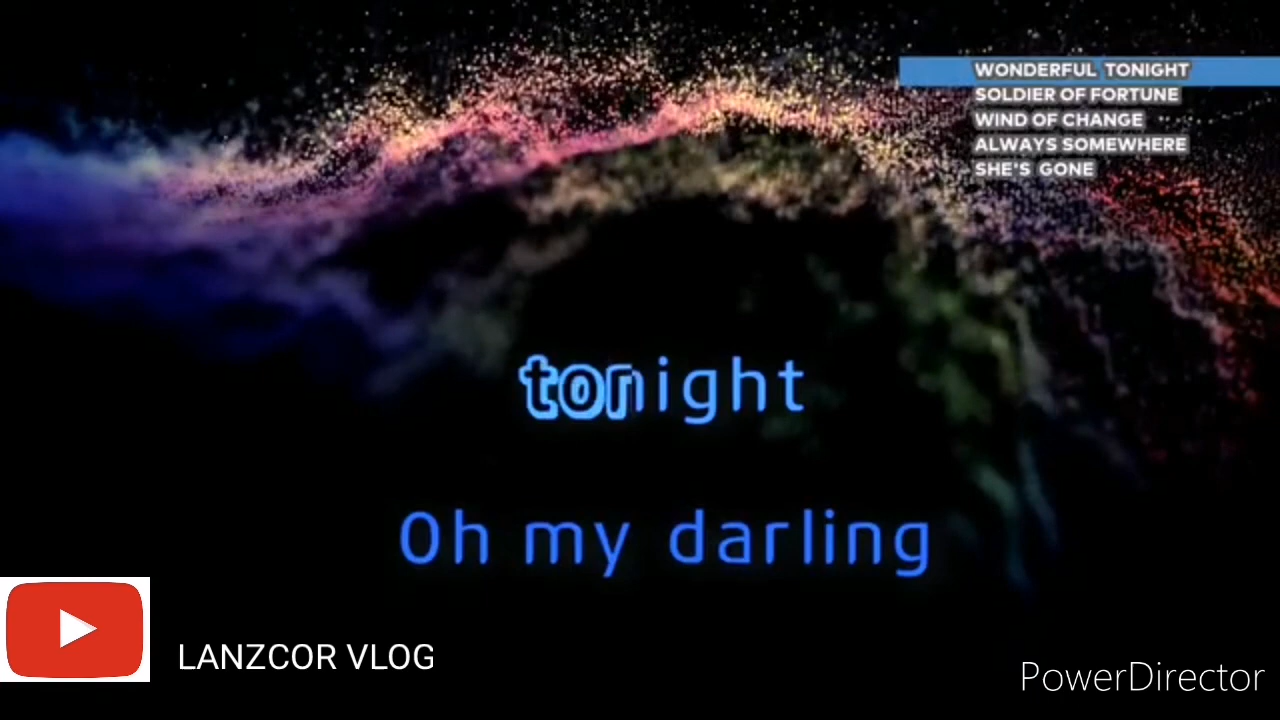 WONDERFUL TONIGHT
SOLDIER OF FORTUNE
WIND OF CHANGE
ALWAYS SOMEWHERE
SHE'S GONE
tonight
Oh my darling
LANZCOR VLOG
PowerDirector